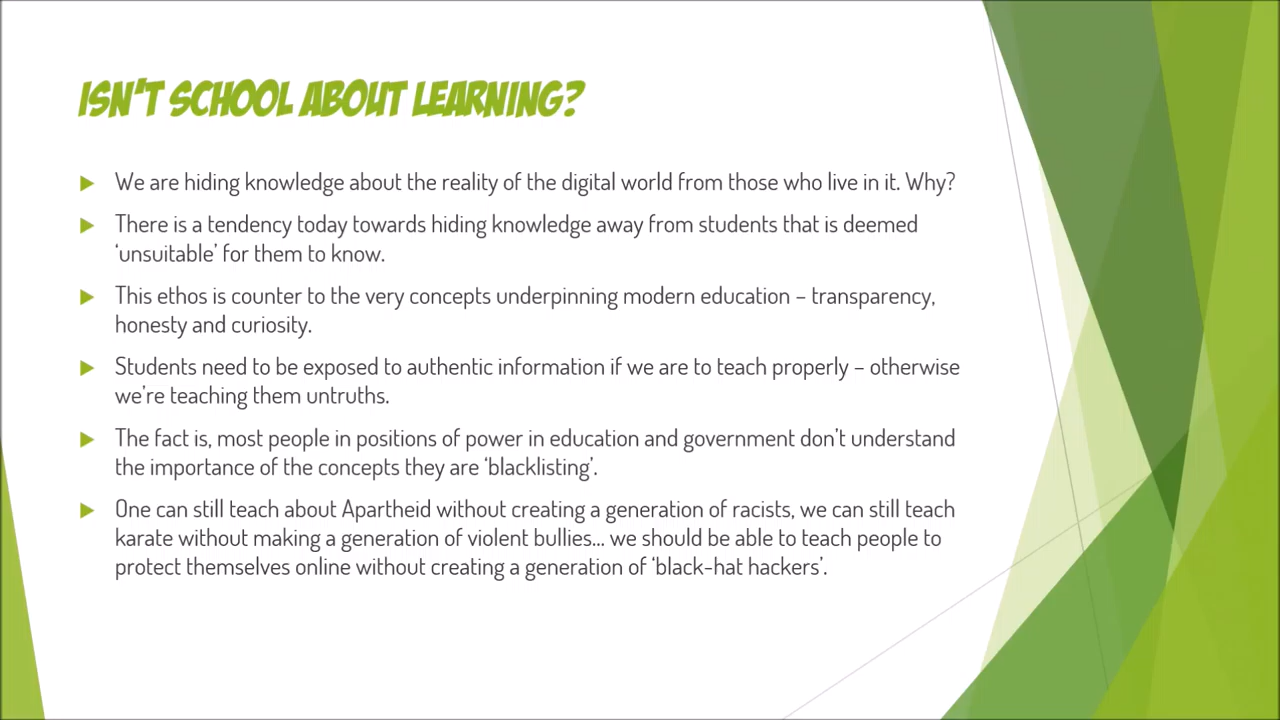 ISN'T SCHOOL ABOUT LEARNING?
We are hiding knowledge about the reality of the digital world from those who live in it. Why?
There is a tendency today towards hiding knowledge away from students that is deemed
‘unsuitable’ for them to know.
This ethos is counter to the very concepts underpinning modern education – transparency,
honesty and curiosity.
Students need to be exposed to authentic information if we are to teach properly – otherwise
we’re teaching them untruths.
The fact is, most people in positions of power in education and government don’t understand
the importance of the concepts they are ‘blacklisting’.
One can still teach about Apartheid without creating a generation of racists, we can still teach
karate without making a generation of violent bullies… we should be able to teach people to
protect themselves online without creating a generation of ‘black-hat hackers’.